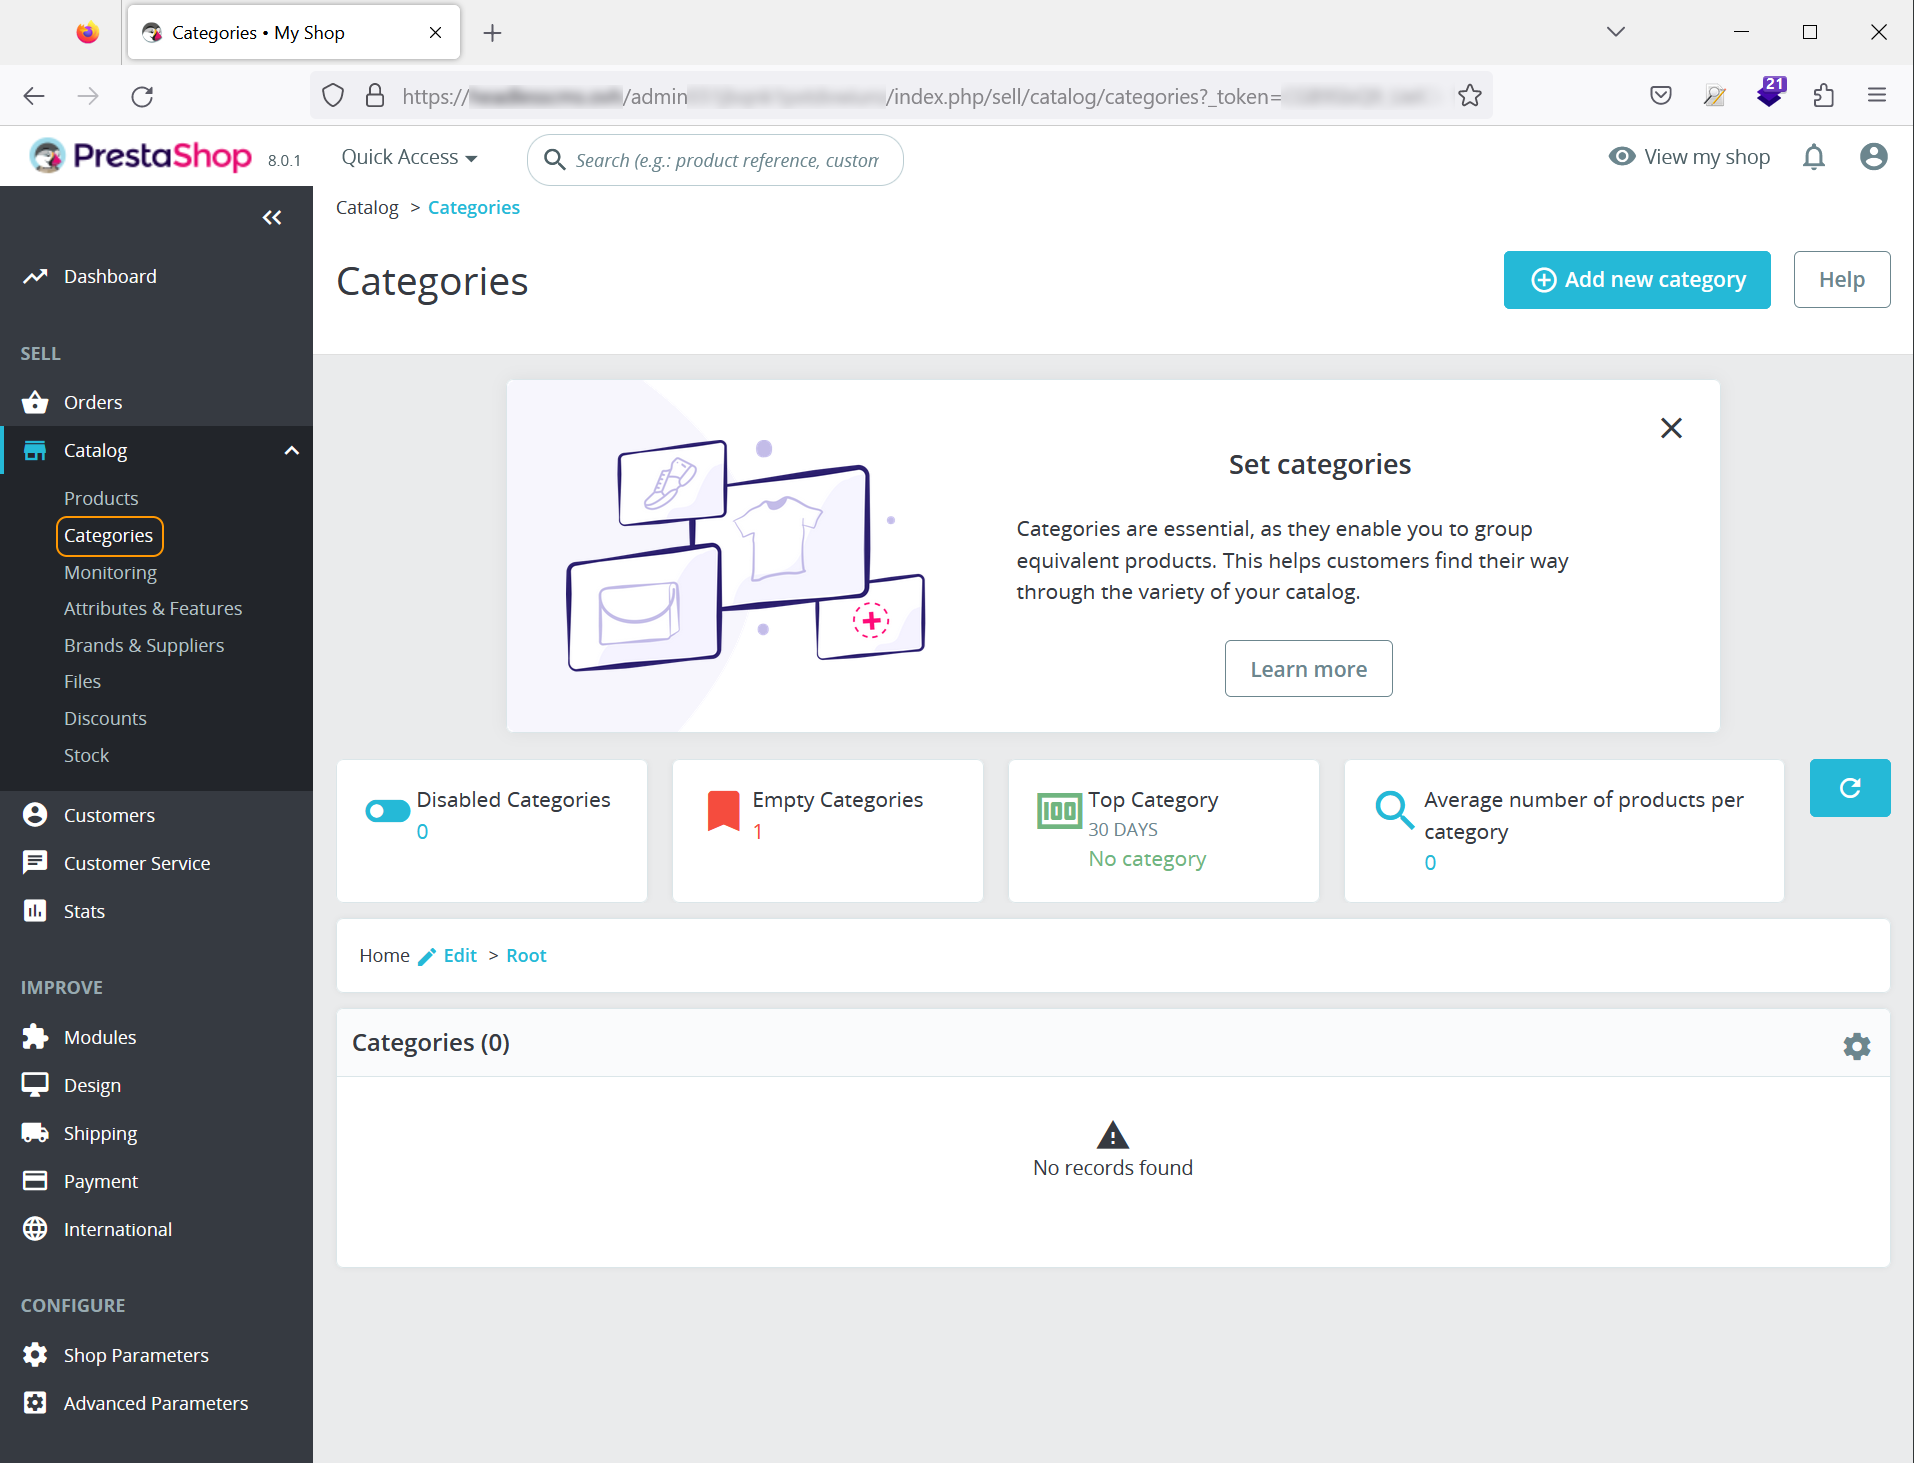 Categories • My Shop
https:// /admin /index.php/sell/catalog/categories?_token=
21
PrestaShop 8.0.1
Quick Access
Search (e.g.: product reference, custom
View my shop
Catalog > Categories
Categories
Add new category
Help
Dashboard
SELL
Orders
Catalog
Products
Categories
Monitoring
Attributes & Features
Brands & Suppliers
Files
Discounts
Stock
Customers
Customer Service
Stats
IMPROVE
Modules
Design
Shipping
Payment
International
CONFIGURE
Shop Parameters
Advanced Parameters
Set categories
Categories are essential, as they enable you to group
equivalent products. This helps customers find their way
through the variety of your catalog.
Learn more
Disabled Categories
0
Empty Categories
1
100
Top Category
30 DAYS
No category
Average number of products per
category
0
Home Edit > Root
Categories (0)
No records found